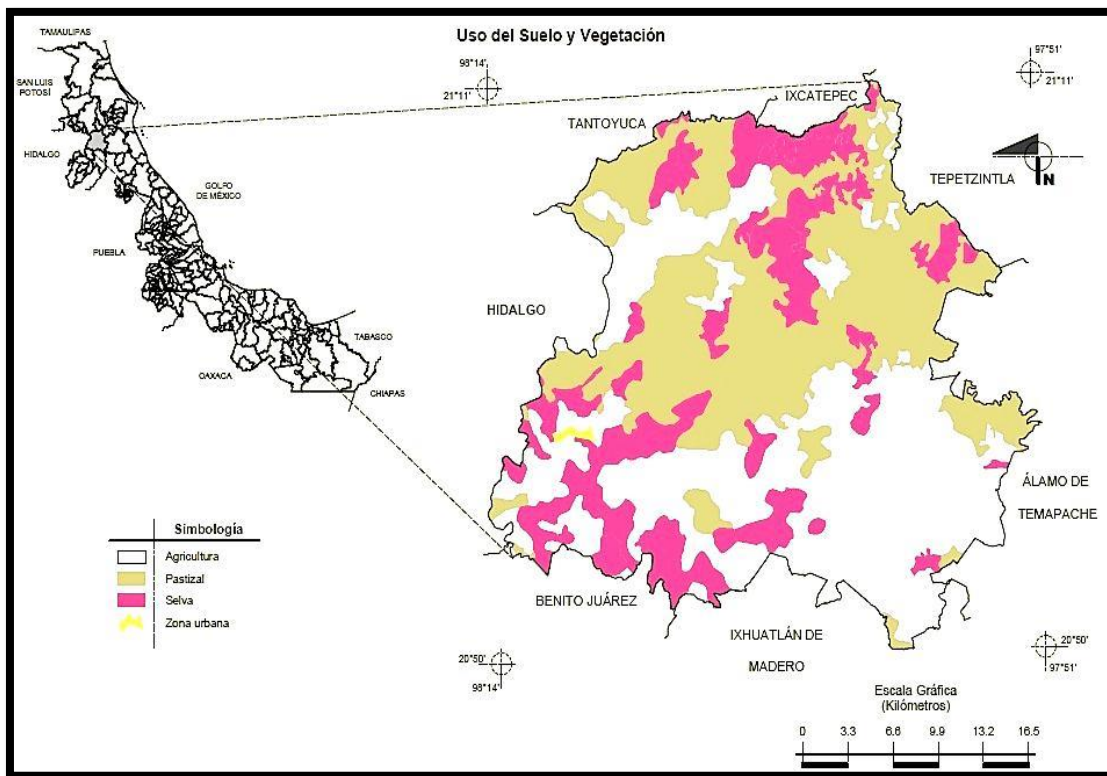 Uso del Suelo y Vegetación
TAMAULIPAS
SAN LUIS
POTOSÍ
HIDALGO
GOLFO
DE MÉXICO
PUEBLA
OAXACA
TABASCO
CHIAPAS
98°14'
21°11'
97°51'
21°11'
IXCATEPEC
TANTOYUCA
TEPETZINTLA
N
HIDALGO
ÁLAMO DE
TEMAPACHE
BENITO JUÁREZ
IXHUATLÁN DE
MADERO
20°50'
98°14'
20°50'
97°51'
Simbología
Agricultura
Pastizal
Selva
Zona urbana
Escala Gráfica
(Kilómetros)
0 3.3 6.6 9.9 13.2 16.5